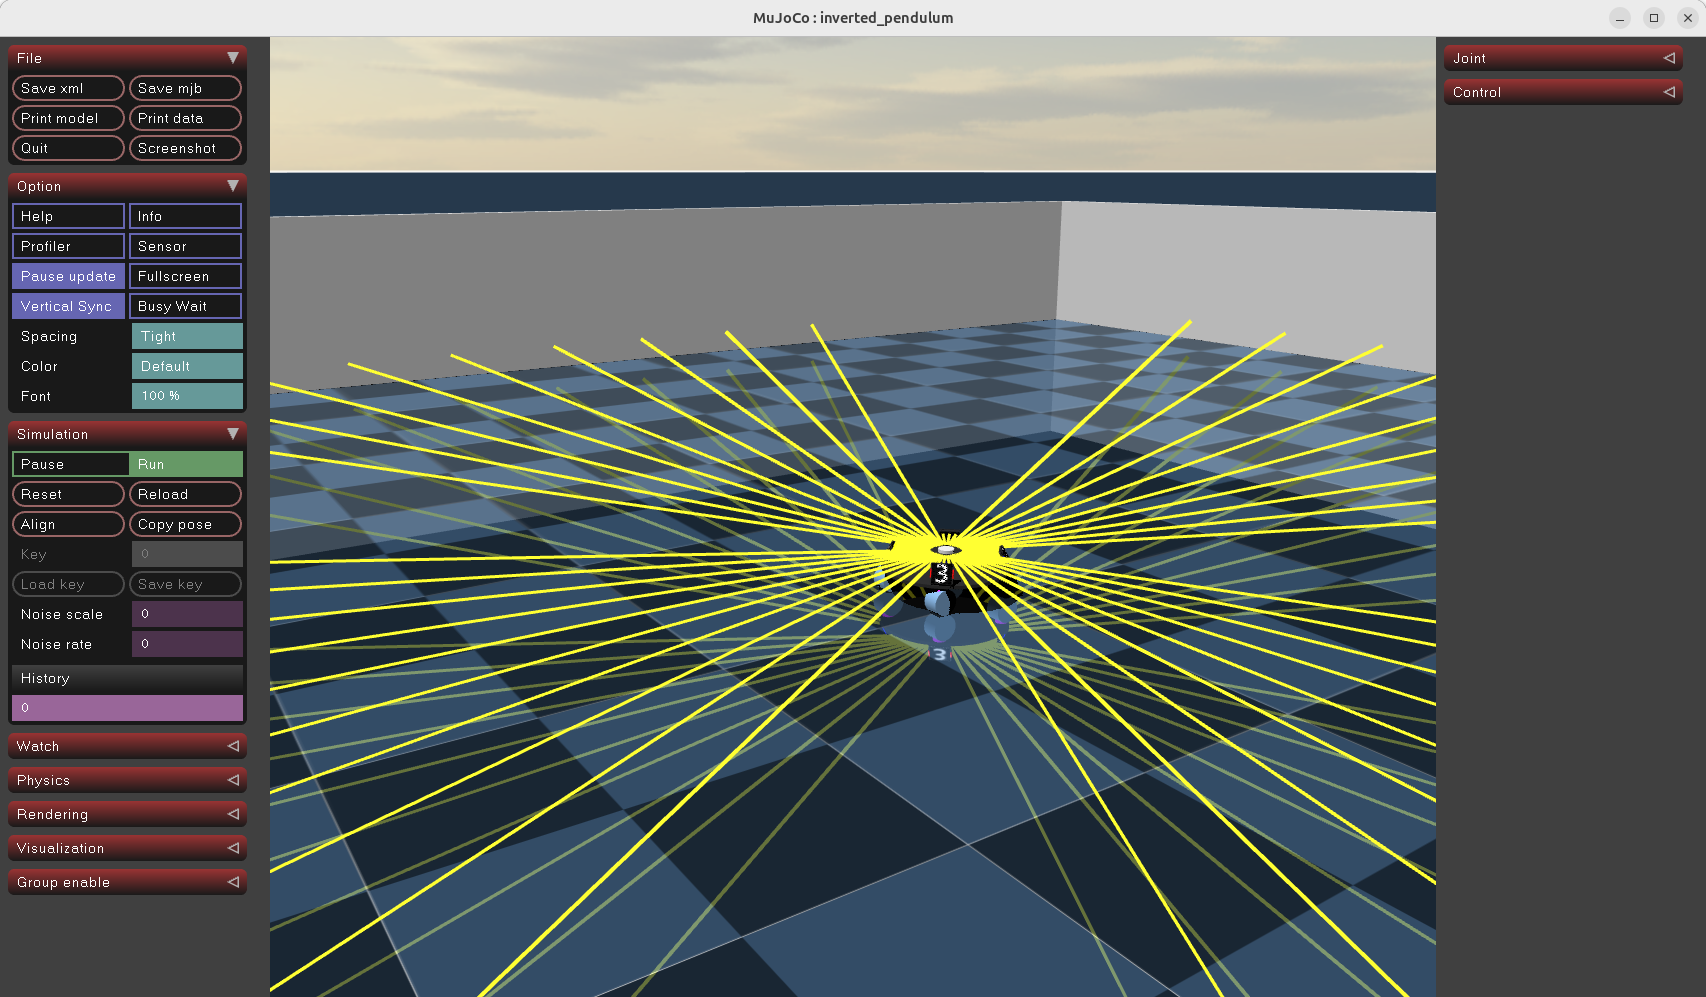 MuJoCo : inverted_pendulum
File
Save xml
Save mjb
Print model
Print data
Quit
Screenshot
Option
Help
Info
Profiler
Sensor
Pause update
Fullscreen
Vertical Sync
Busy Wait
Spacing
Tight
Color
Default
Font
100 %
Simulation
Pause
Run
Reset
Reload
Align
Copy pose
Key
0
Load key
Save key
Noise scale
0
Noise rate
0
History
0
Watch
Physics
Rendering
Visualization
Group enable
3
3
Joint
Control